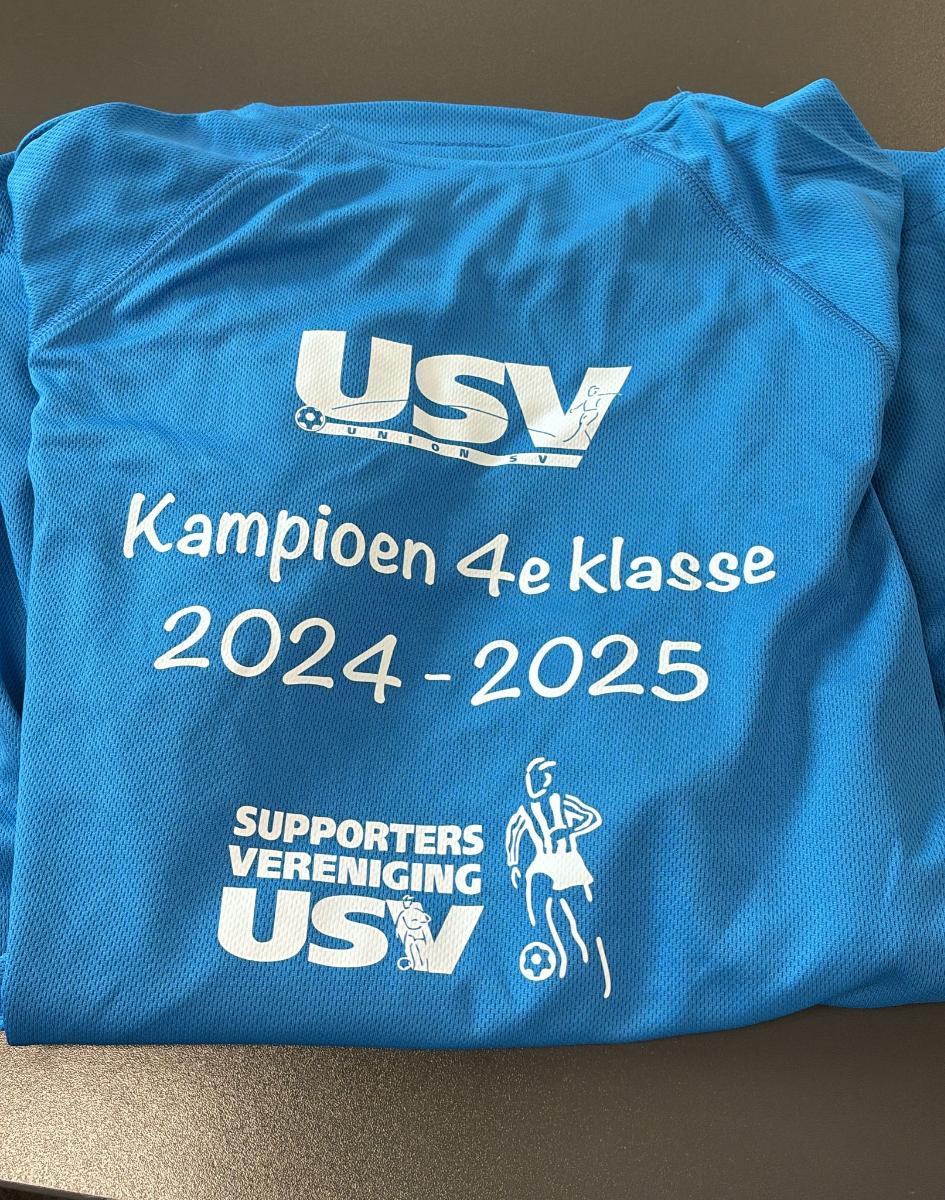 USV
UNION SV
Kampioen 4e klasse
2024 - 2025
SUPPORTERS
VERENIGING
USV